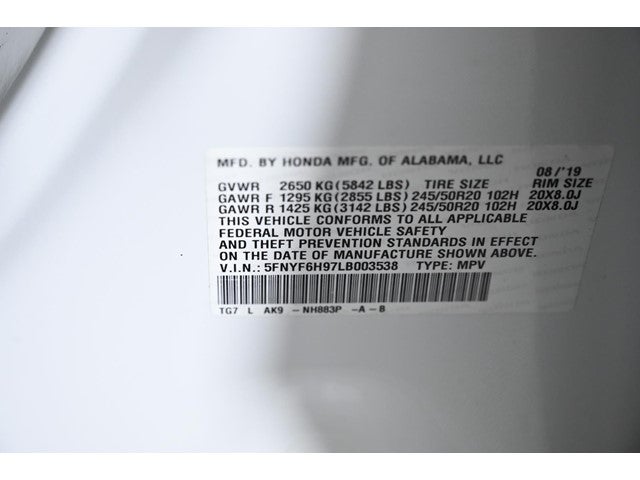 MFD. BY HONDA MFG. OF ALABAMA, LLC 08/'19
GVWR 2650 KG(5842 LBS) TIRE SIZE RIM SIZE
GAWR F 1295 KG(2855 LBS) 245/50R20 102H 20X8.0J
GAWR R 1425 KG(3142 LBS) 245/50R20 102H 20X8.0J
THIS VEHICLE CONFORMS TO ALL APPLICABLE
FEDERAL MOTOR VEHICLE SAFETY
AND THEFT PREVENTION STANDARDS IN EFFECT
ON THE DATE OF MANUFACTURE SHOWN ABOVE.
V.I.N.: 5FNYF6H97LB003538 TYPE: MPV
TG7 L AK9 -NH883P -A-B